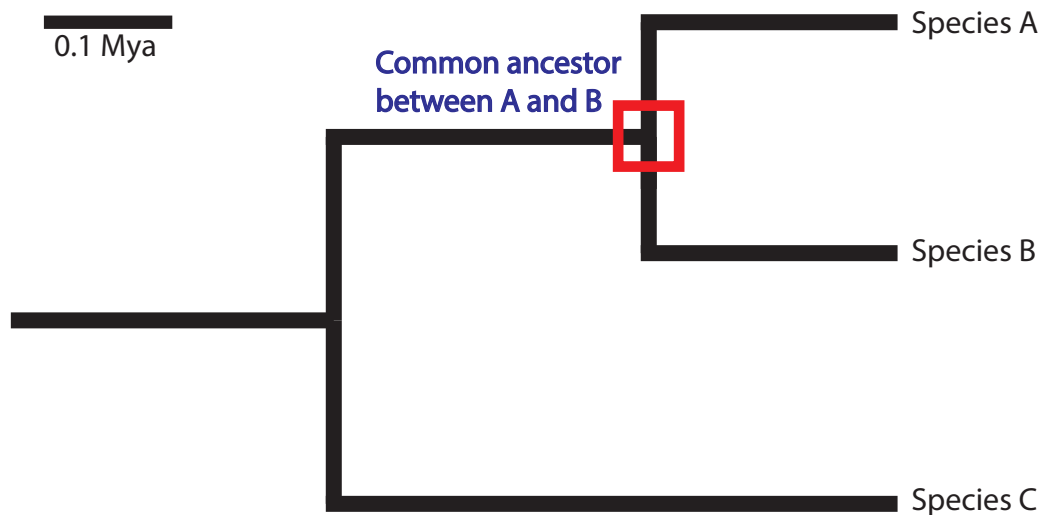 0.1 Mya
Common ancestor
between A and B
Species A
Species B
Species C